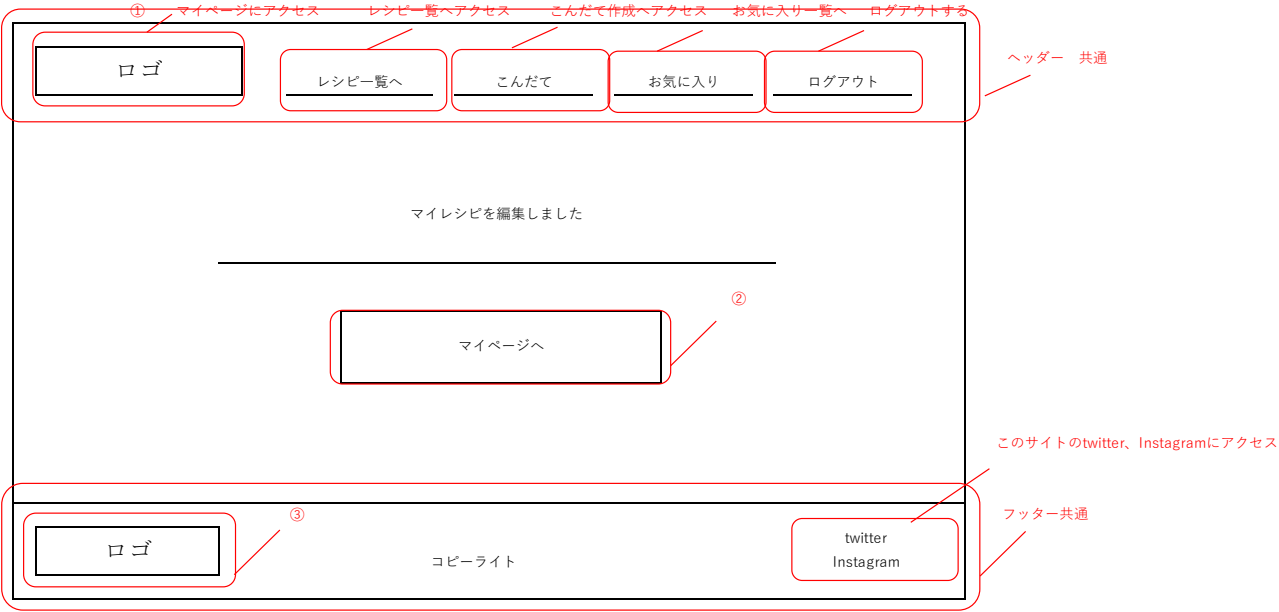 ① マイページにアクセス レシピ一覧へアクセス こんだて作成へアクセス お気に入り一覧へ ログアウトする
ヘッダー　共通
ロゴ
レシピ一覧へ こんだて お気に入り ログアウト
マイレシピを編集しました
②
マイページへ
このサイトのtwitter、Instagramにアクセス
③
フッター共通
ロゴ
コピーライト
twitter
Instagram